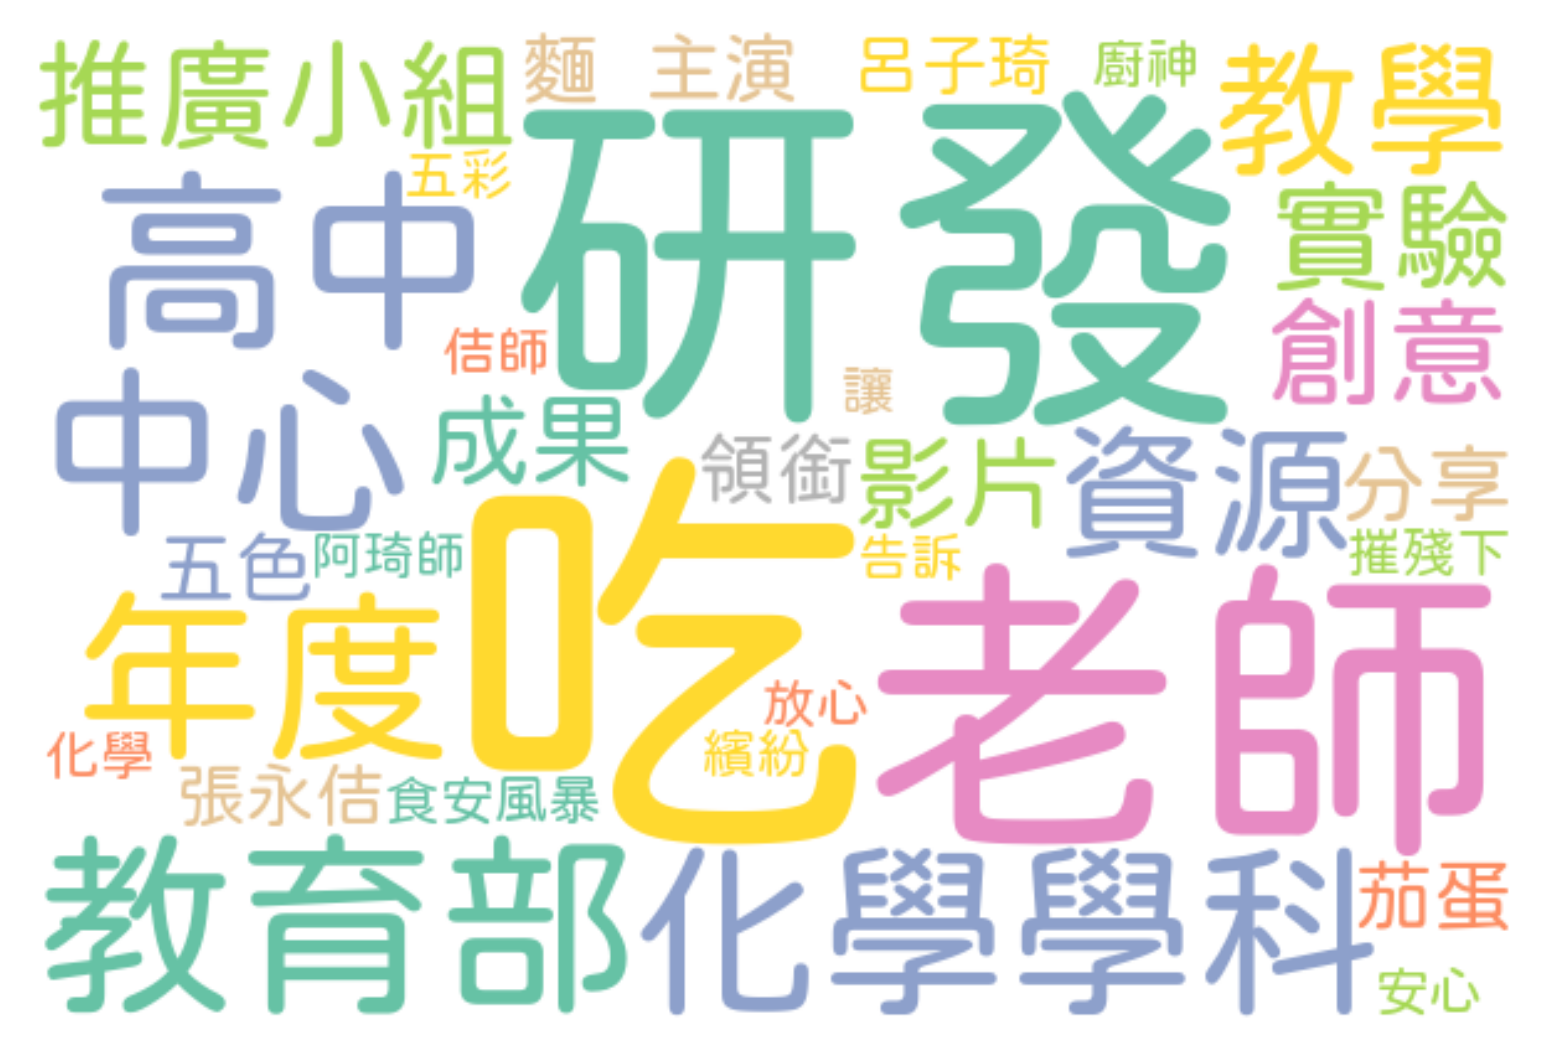 推廣小組
麵
主演
呂子琦
廚神
教學
五彩
研發
高中
實驗
創意
佶師
讓
中心
成果
領銜
影片
資源
分享
五色
阿琦師
告訴
摧殘下
年度
吃
老師
放心
繽紛
化學
張永佶
食安風暴
教育部
化學學科
茄蛋
安心